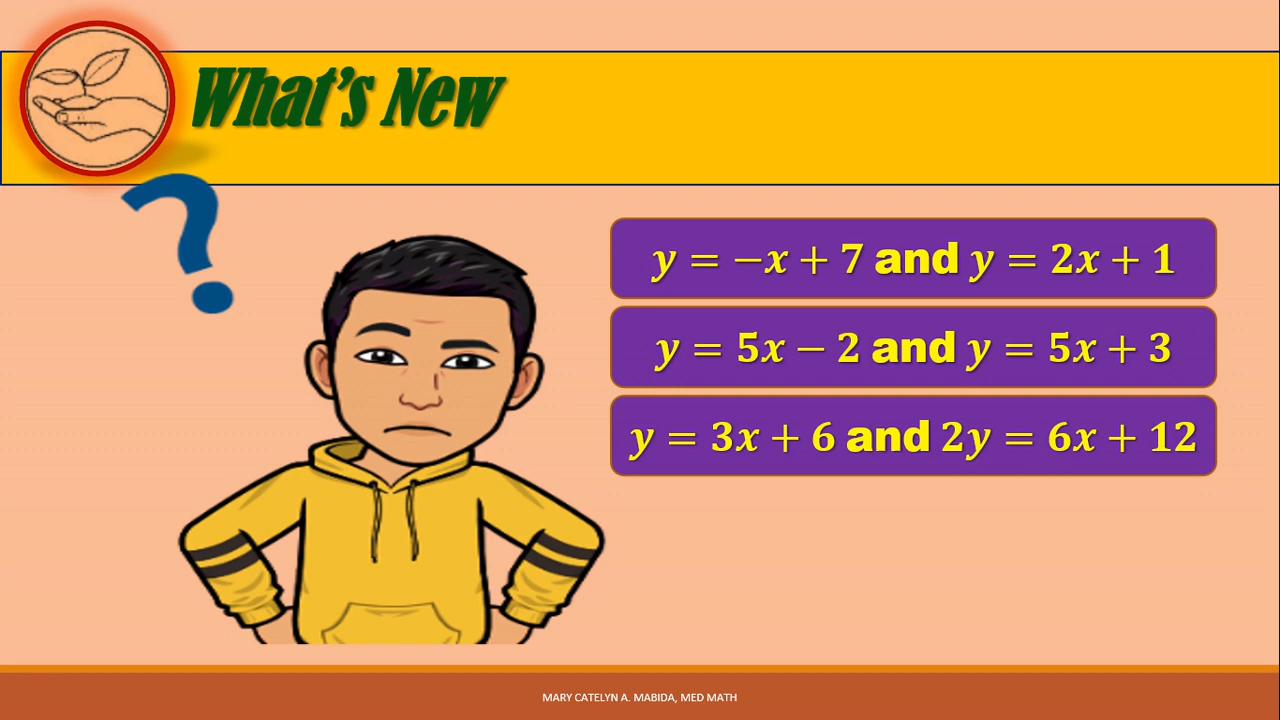 What's New
?
y = −x + 7 and y = 2x + 1
y = 5x − 2 and y = 5x + 3
y = 3x + 6 and 2y = 6x + 12
MARY CATELYN A. MABIDA, MED MATH